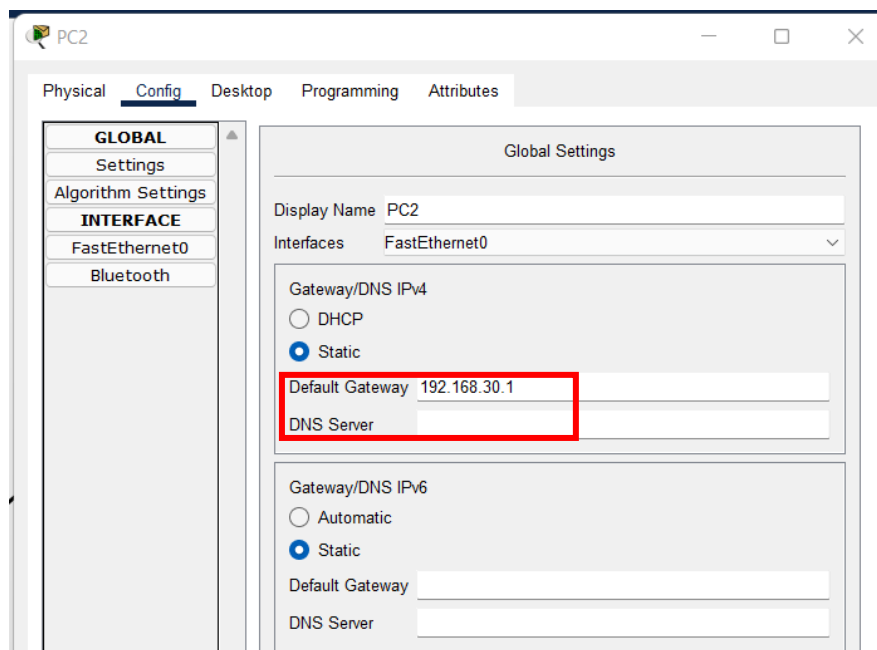 PC2
Physical Config Desktop Programming Attributes
GLOBAL
Settings
Algorithm Settings
INTERFACE
FastEthernet0
Bluetooth
Global Settings
Display Name PC2
Interfaces FastEthernet0
Gateway/DNS IPv4
DHCP
Static
Default Gateway 192.168.30.1
DNS Server
Gateway/DNS IPv6
Automatic
Static
Default Gateway
DNS Server